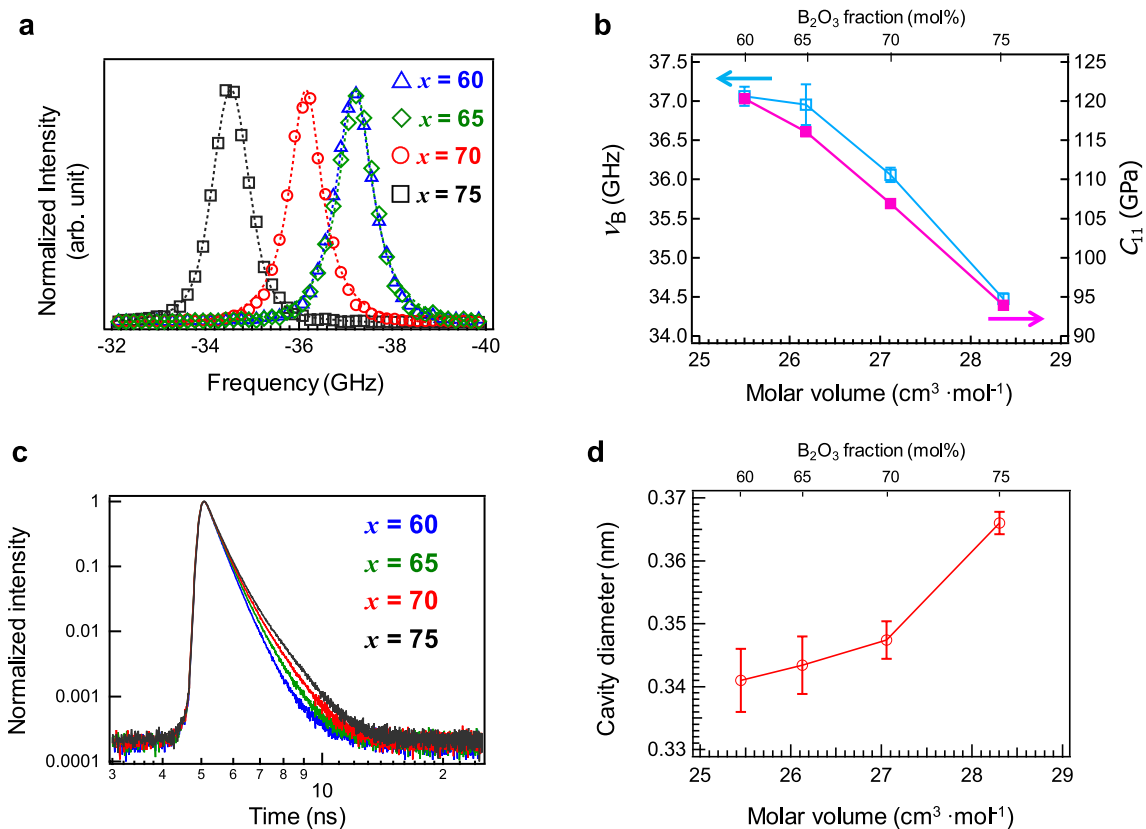 a
Normalized Intensity
(arb. unit)
x = 60
x = 65
x = 70
x = 75
-32
-34
-36
-38
-40
Frequency (GHz)
b
B₂O₃ fraction (mol%)
60
65
70
75
37.5
37.0
36.5
36.0
35.5
35.0
34.5
34.0
νB (GHz)
125
120
115
110
105
100
95
90
C₁₁ (GPa)
25
26
27
28
29
Molar volume (cm³ ·mol⁻¹)
c
Normalized intensity
1
0.1
0.01
0.001
0.0001
x = 60
x = 65
x = 70
x = 75
3
4
5
6
7
8
9
10
2
Time (ns)
d
B₂O₃ fraction (mol%)
60
65
70
75
0.37
0.36
0.35
0.34
0.33
Cavity diameter (nm)
25
26
27
28
29
Molar volume (cm³ ·mol⁻¹)